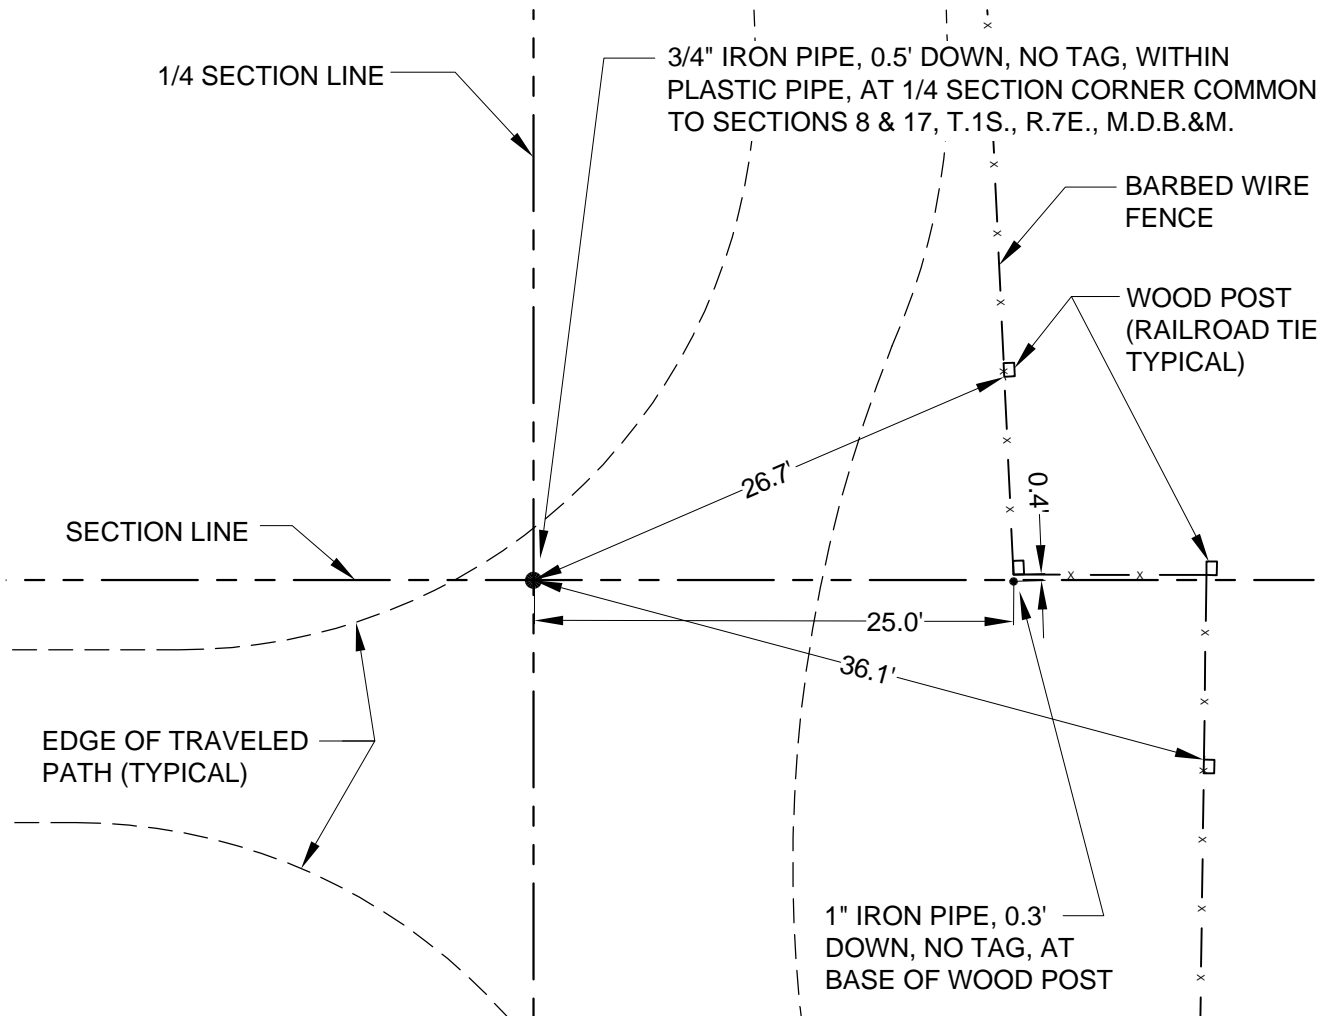 1/4 SECTION LINE
3/4" IRON PIPE, 0.5' DOWN, NO TAG, WITHIN
PLASTIC PIPE, AT 1/4 SECTION CORNER COMMON
TO SECTIONS 8 & 17, T.1S., R.7E., M.D.B.&M.
BARBED WIRE
FENCE
WOOD POST
(RAILROAD TIE
TYPICAL)
26.7'
0.4'
SECTION LINE
25.0'
36.1'
EDGE OF TRAVELED
PATH (TYPICAL)
1" IRON PIPE, 0.3'
DOWN, NO TAG, AT
BASE OF WOOD POST